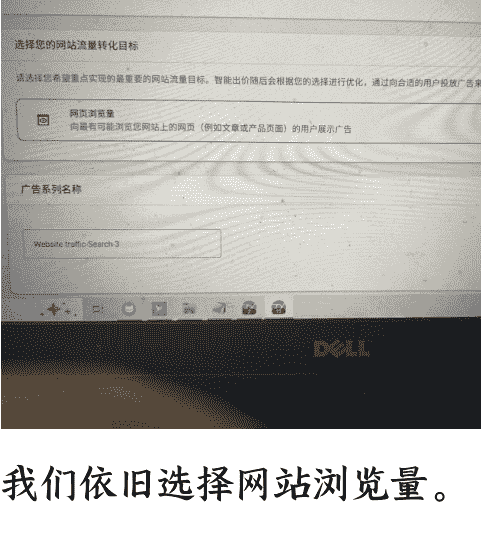 选择您的网站流量转化目标
请选择您希望重点实现的最重要的网站流量目标。智能出价随后会根据您的选择进行优化，通过向合适的用户投放广告来
网页浏览量
向最有可能浏览您网站上的网页（例如文章或产品页面）的用户展示广告
广告系列名称
Website traffic-Search-3
DELL
我们依旧选择网站浏览量。